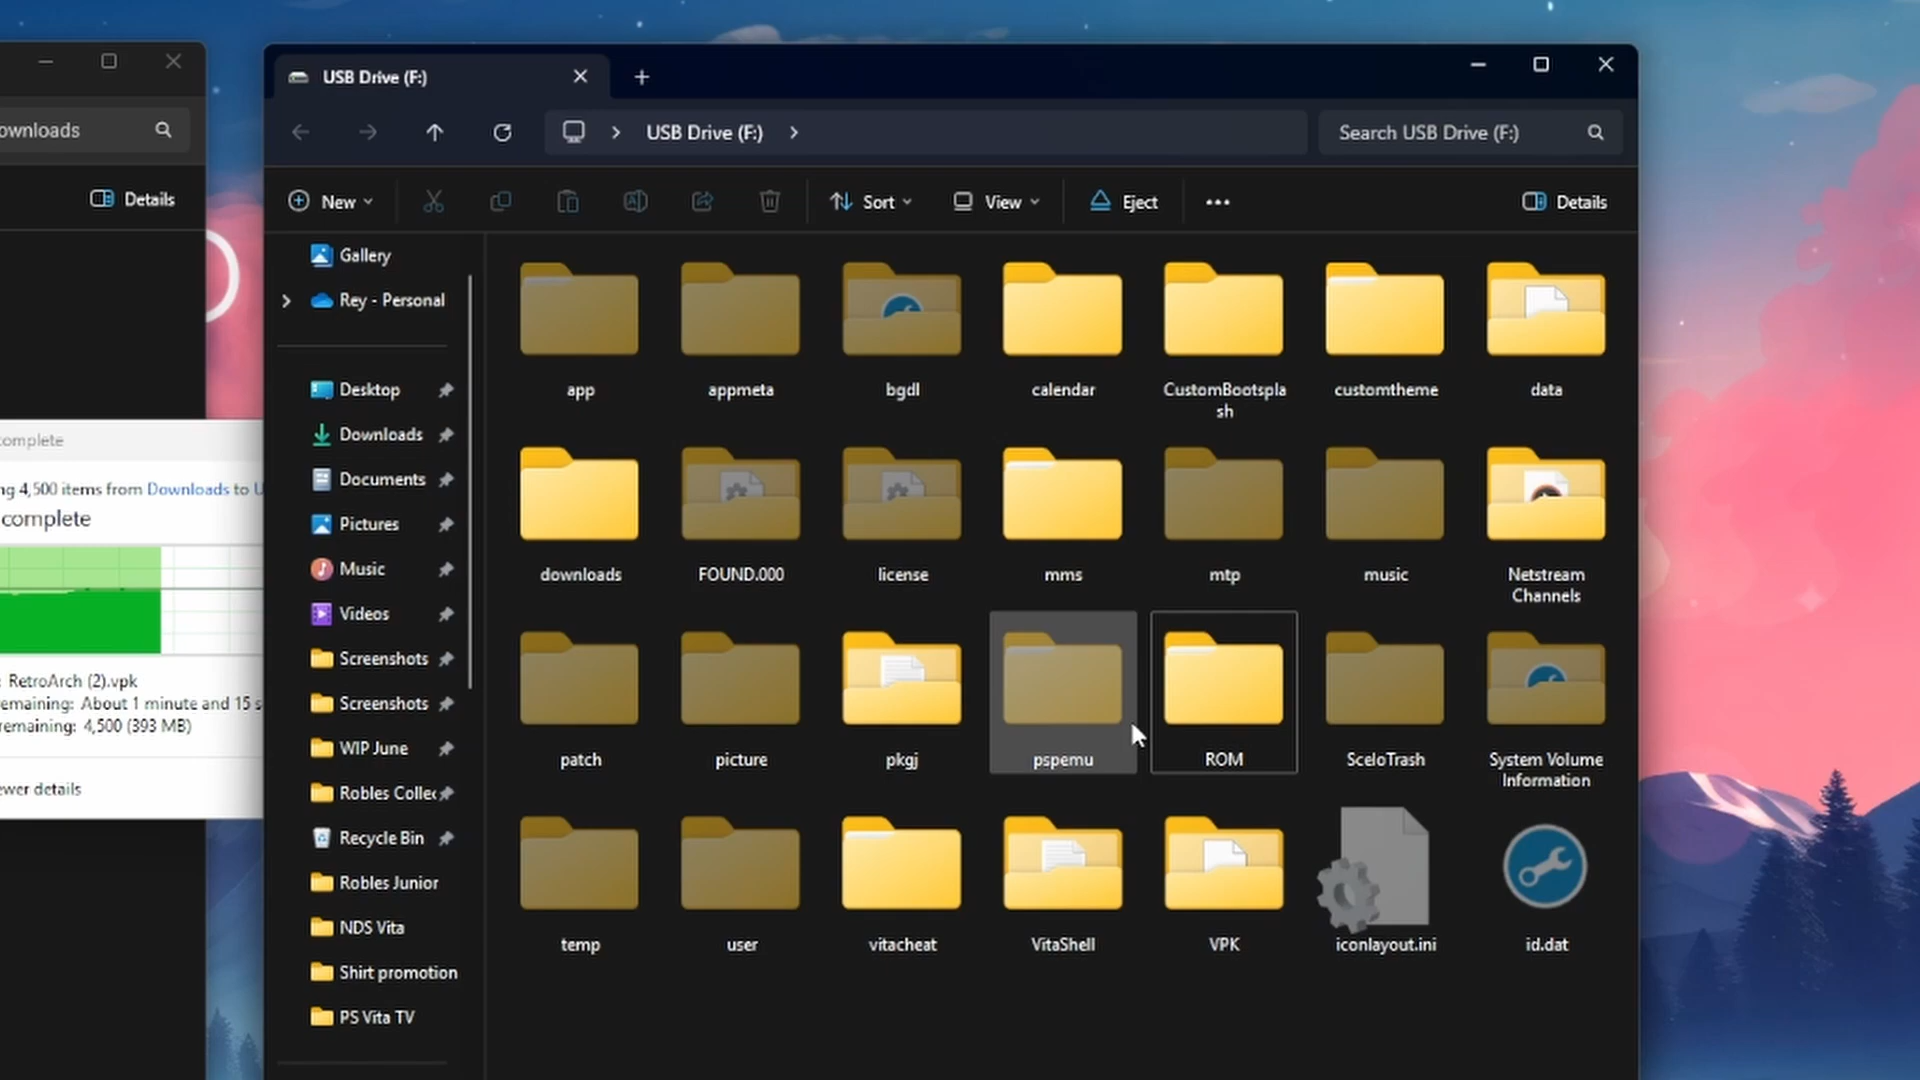 ownloads
Details
omplete
ng 4,500 items from Downloads to U
complete
: RetroArch (2).vpk
emaining: About 1 minute and 15 s
remaining: 4,500 (393 MB)
ewer details
USB Drive (F:)
USB Drive (F:)
Search USB Drive (F:)
New
Sort
View
Eject
Details
Gallery
Rey - Personal
Desktop
Downloads
Documents
Pictures
Music
Videos
Screenshots
Screenshots
WIP June
Robles Collec
Recycle Bin
Robles Junior
NDS Vita
Shirt promotion
PS Vita TV
app
appmeta
bgdl
calendar
CustomBootspla
sh
customtheme
data
downloads
FOUND.000
license
mms
mtp
music
Netstream
Channels
patch
picture
pkgj
pspemu
ROM
SceloTrash
System Volume
Information
temp
user
vitacheat
VitaShell
VPK
iconlayout.ini
id.dat